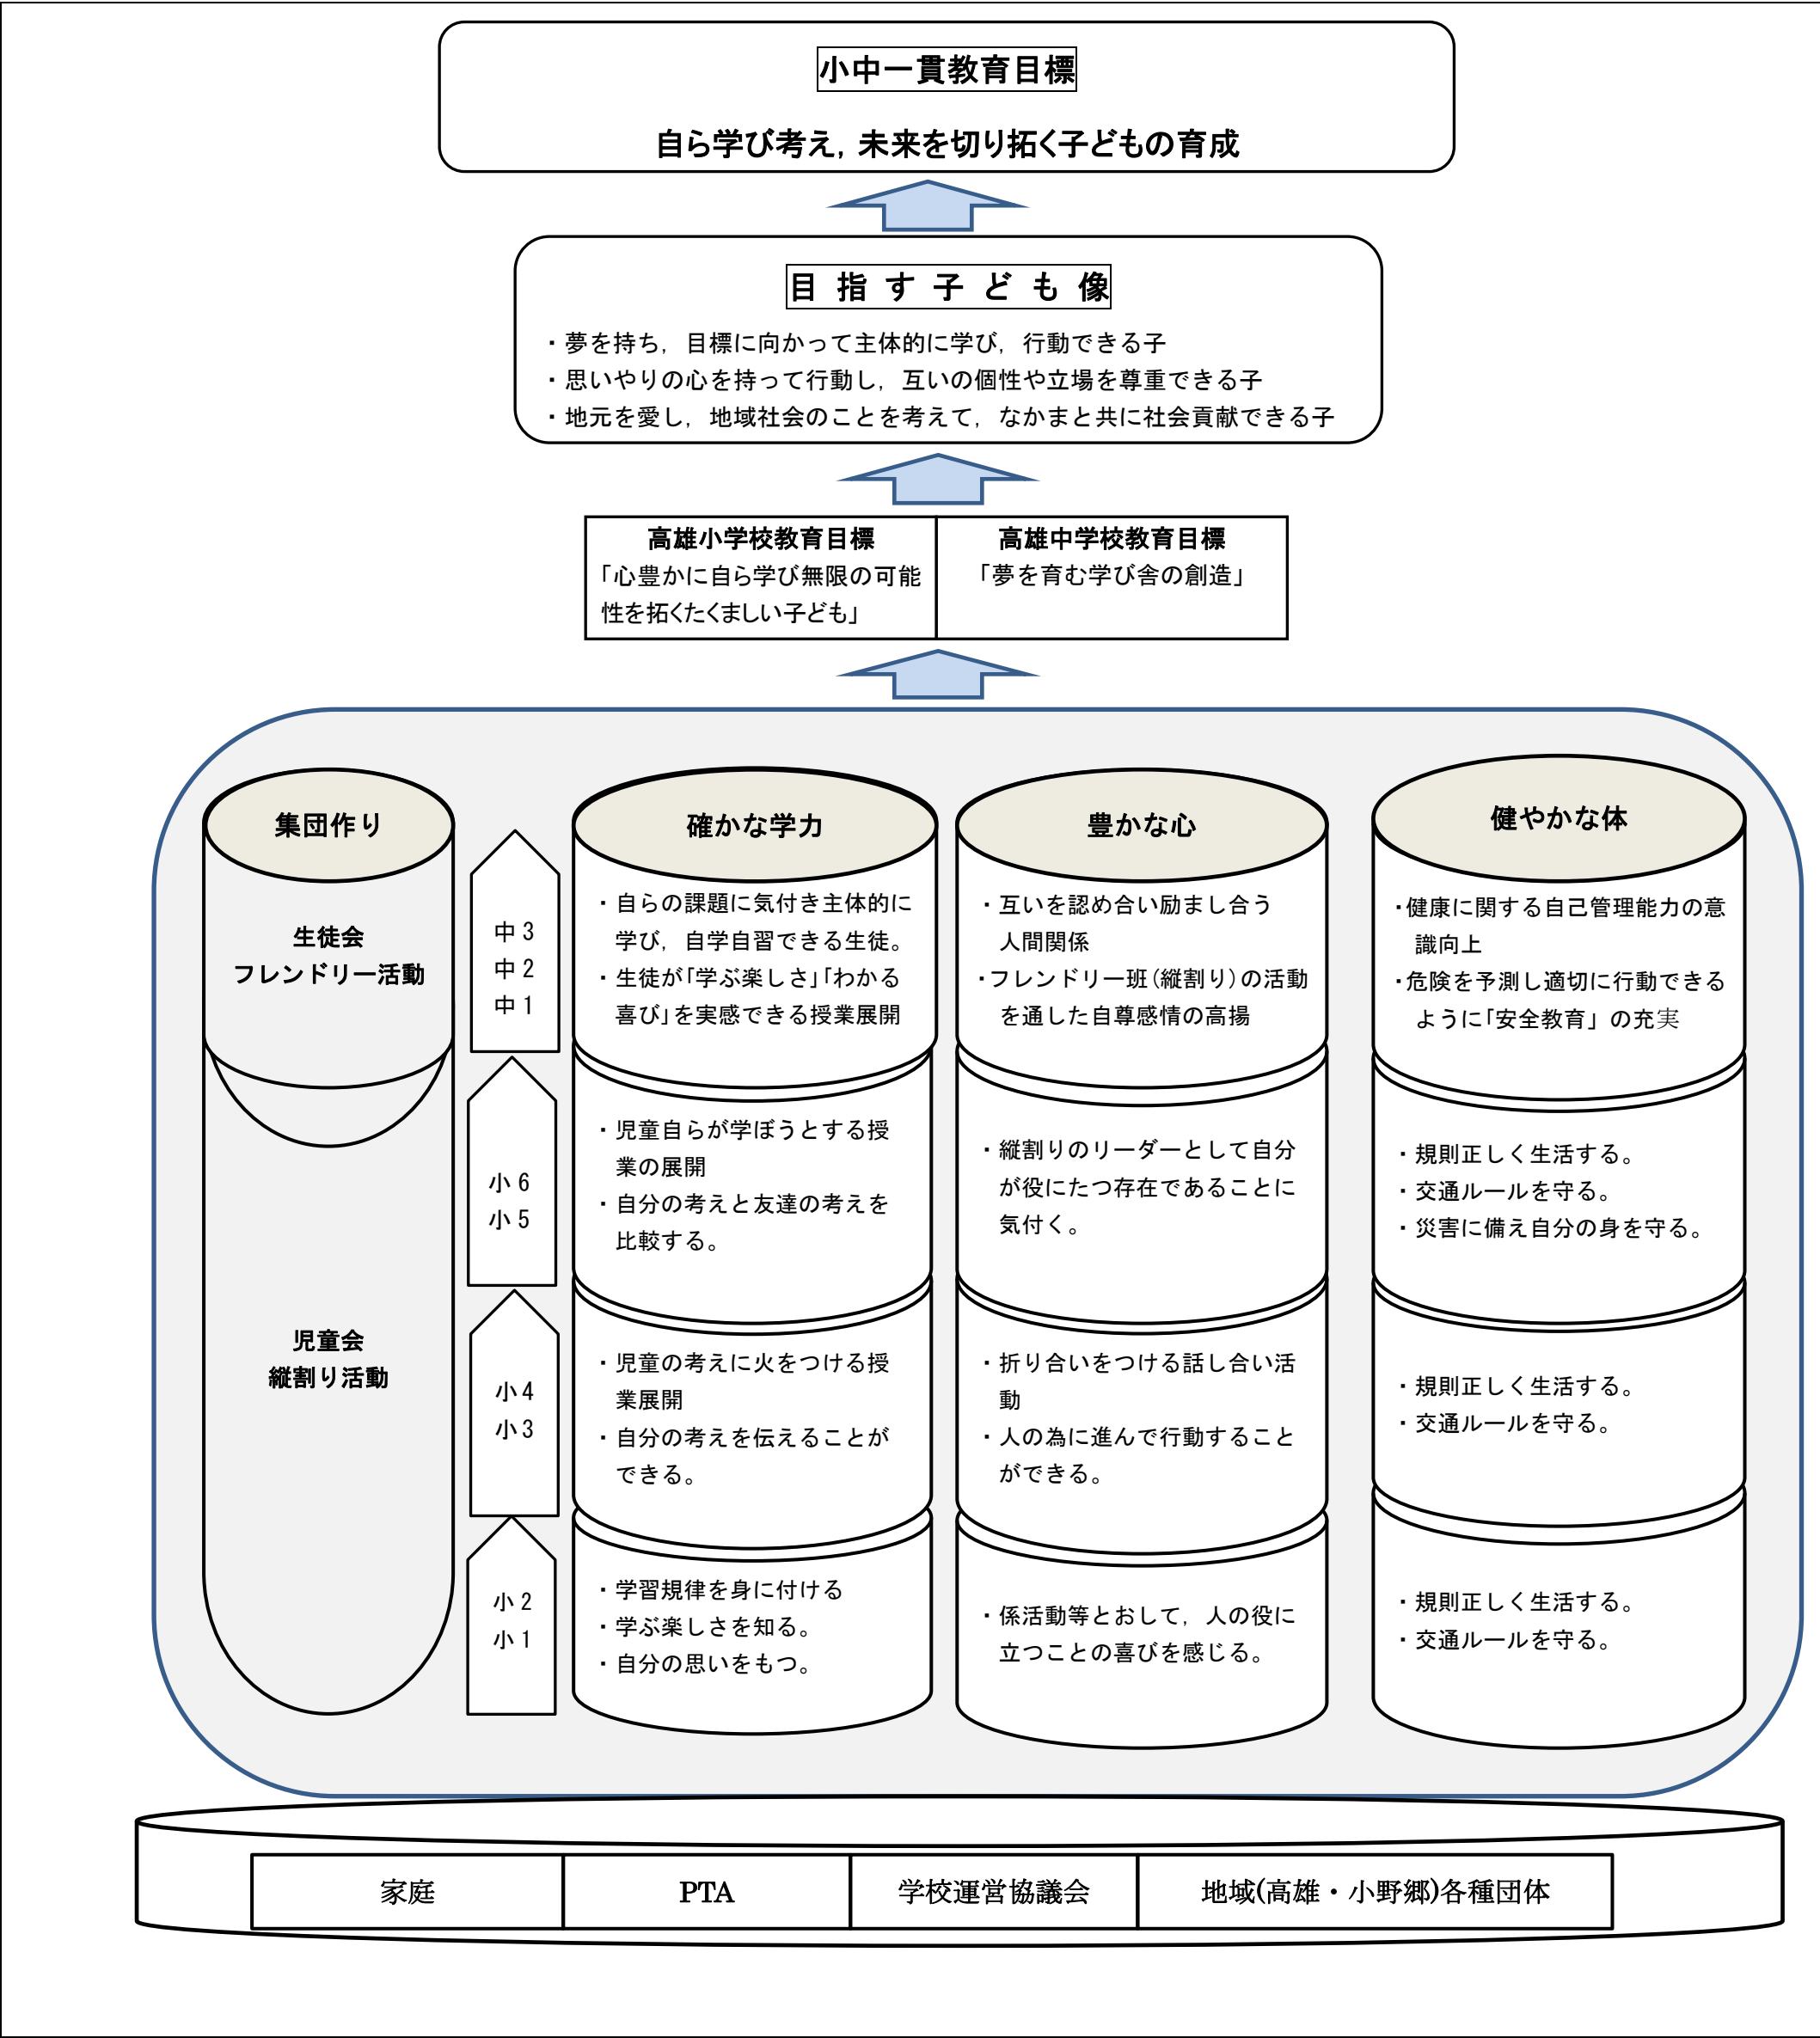 小中一貫教育目標
自ら学び考え，未来を切り拓く子どもの育成
目指す子ども像
・夢を持ち，目標に向かって主体的に学び，行動できる子
・思いやりの心を持って行動し，互いの個性や立場を尊重できる子
・地元を愛し，地域社会のことを考えて，なかまと共に社会貢献できる子
高雄小学校教育目標
「心豊かに自ら学び無限の可能
性を拓くたくましい子ども」
高雄中学校教育目標
「夢を育む学び舎の創造」
集団作り
生徒会
フレンドリー活動
児童会
縦割り活動
中3
中2
中1
小6
小5
小4
小3
小2
小1
確かな学力
・自らの課題に気付き主体的に
学び，自学自習できる生徒。
・生徒が「学ぶ楽しさ」「わかる
喜び」を実感できる授業展開
・児童自らが学ぼうとする授
業の展開
・自分の考えと友達の考えを
比較する。
・児童の考えに火をつける授
業展開
・自分の考えを伝えることが
できる。
・学習規律を身に付ける
・学ぶ楽しさを知る。
・自分の思いをもつ。
豊かな心
・互いを認め合い励まし合う
人間関係
・フレンドリー班(縦割り)の活動
を通した自尊感情の高揚
・縦割りのリーダーとして自分
が役にたつ存在であることに
気付く。
・折り合いをつける話し合い活
動
・人の為に進んで行動すること
ができる。
・係活動等とおして，人の役に
立つことの喜びを感じる。
健やかな体
・健康に関する自己管理能力の意
識向上
・危険を予測し適切に行動できる
ように「安全教育」の充実
・規則正しく生活する。
・交通ルールを守る。
・災害に備え自分の身を守る。
・規則正しく生活する。
・交通ルールを守る。
・規則正しく生活する。
・交通ルールを守る。
家庭
PTA
学校運営協議会
地域(高雄・小野郷)各種団体